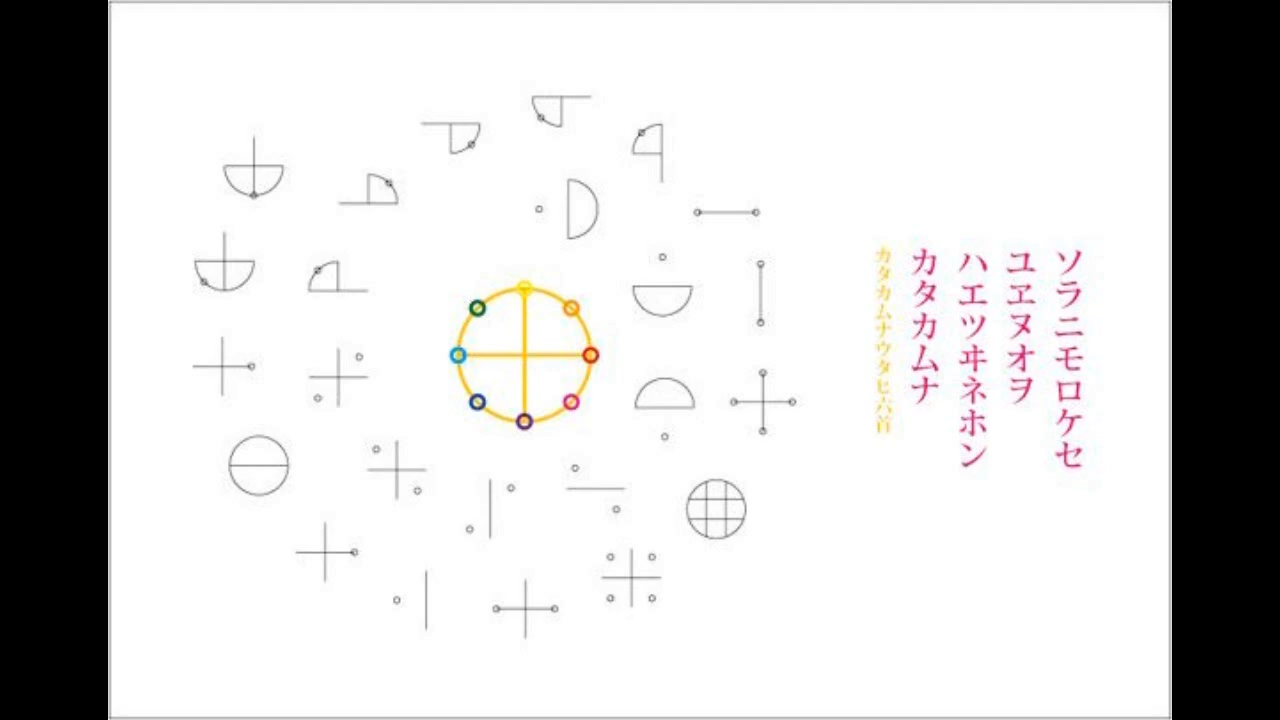 ソラニモロケセ
ユヱヌオヲ
ハエツヰネホン
カタカムナ
カタカムナウタヒ六首